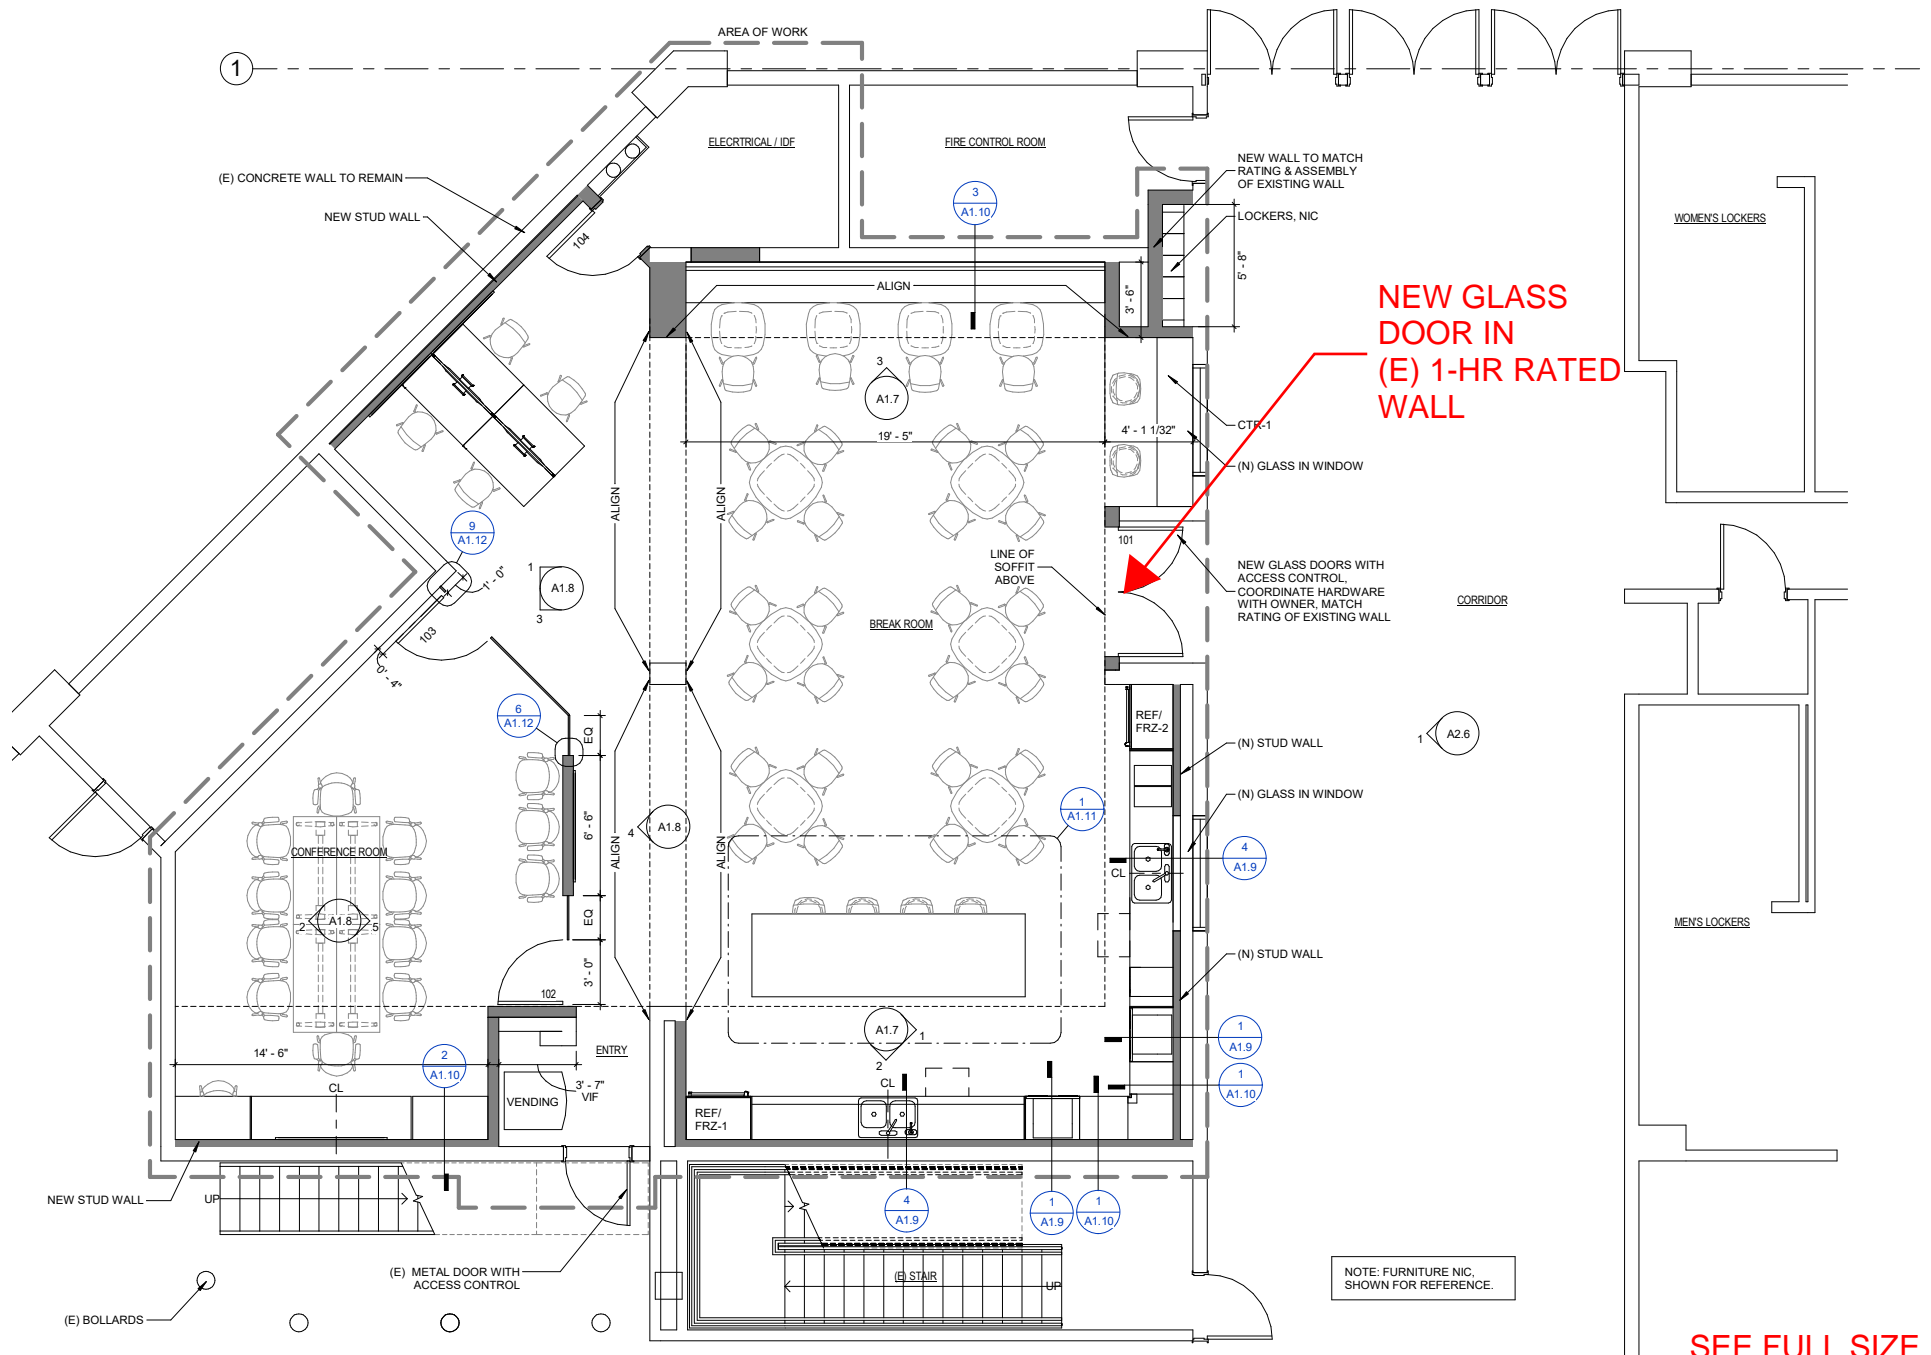 AREA OF WORK
1
ELECRTRICAL / IDF
FIRE CONTROL ROOM
(E) CONCRETE WALL TO REMAIN
NEW STUD WALL
104
3
A1.10
NEW WALL TO MATCH
RATING & ASSEMBLY
OF EXISTING WALL
LOCKERS, NIC
WOMEN'S LOCKERS
5' - 8"
3' - 6"
ALIGN
NEW GLASS
DOOR IN
(E) 1-HR RATED
WALL
3
A1.7
CTR-1
19' - 5"
4' - 1 1/32"
(N) GLASS IN WINDOW
ALIGN
ALIGN
9
A1.12
1' - 0"
1
A1.8
3
LINE OF
SOFFIT
ABOVE
101
NEW GLASS DOORS WITH
ACCESS CONTROL,
COORDINATE HARDWARE
WITH OWNER, MATCH
RATING OF EXISTING WALL
CORRIDOR
BREAK ROOM
103
0' - 4"
6
A1.12
EQ
REF/
FRZ-2
1
A2.6
(N) STUD WALL
(N) GLASS IN WINDOW
1
A1.11
6' - 6"
4
A1.8
ALIGN
ALIGN
CONFERENCE ROOM
4
A1.9
CL
2
A1.8
5
EQ
MEN'S LOCKERS
(N) STUD WALL
3' - 0"
102
A1.7
1
2
1
A1.9
ENTRY
14' - 6"
2
A1.10
CL
3' - 7"
VIF
VENDING
CL
1
A1.10
REF/
FRZ-1
NEW STUD WALL
UP
4
A1.9
1
A1.9
1
A1.10
(E) METAL DOOR WITH
ACCESS CONTROL
(E) STAIR
UP
NOTE: FURNITURE NIC,
SHOWN FOR REFERENCE.
(E) BOLLARDS
SEE FULL SIZE